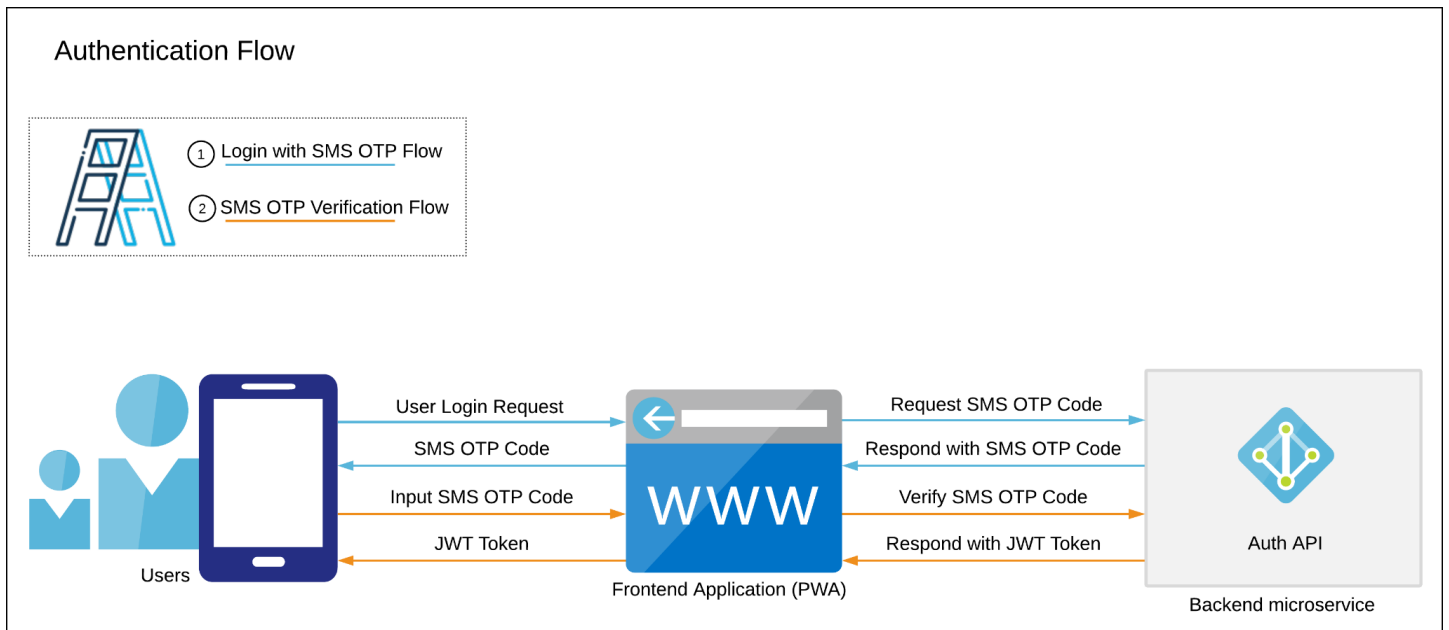 Authentication Flow
1 Login with SMS OTP Flow
2 SMS OTP Verification Flow
User Login Request
Request SMS OTP Code
SMS OTP Code
Respond with SMS OTP Code
Input SMS OTP Code
Verify SMS OTP Code
JWT Token
Respond with JWT Token
WWW
Auth API
Users
Frontend Application (PWA)
Backend microservice